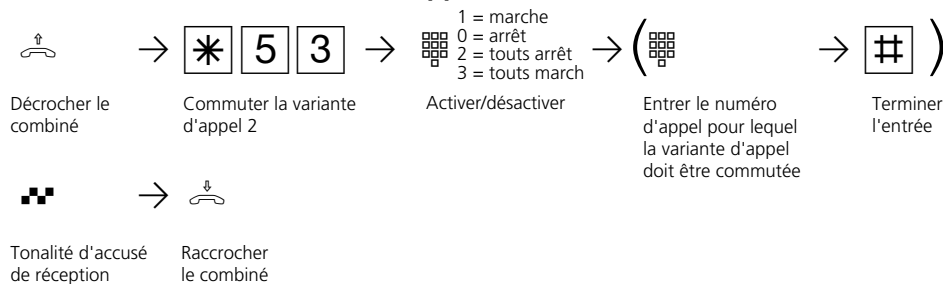 1 = marche
0 = arrêt
2 = touts arrêt
3 = touts march
* 5 3 ( # )
Décrocher le
combiné
Commuter la variante
d'appel 2
Activer/désactiver
Entrer le numéro
d'appel pour lequel
la variante d'appel
doit être commutée
Terminer
l'entrée
Tonalité d'accusé
de réception
Raccrocher
le combiné